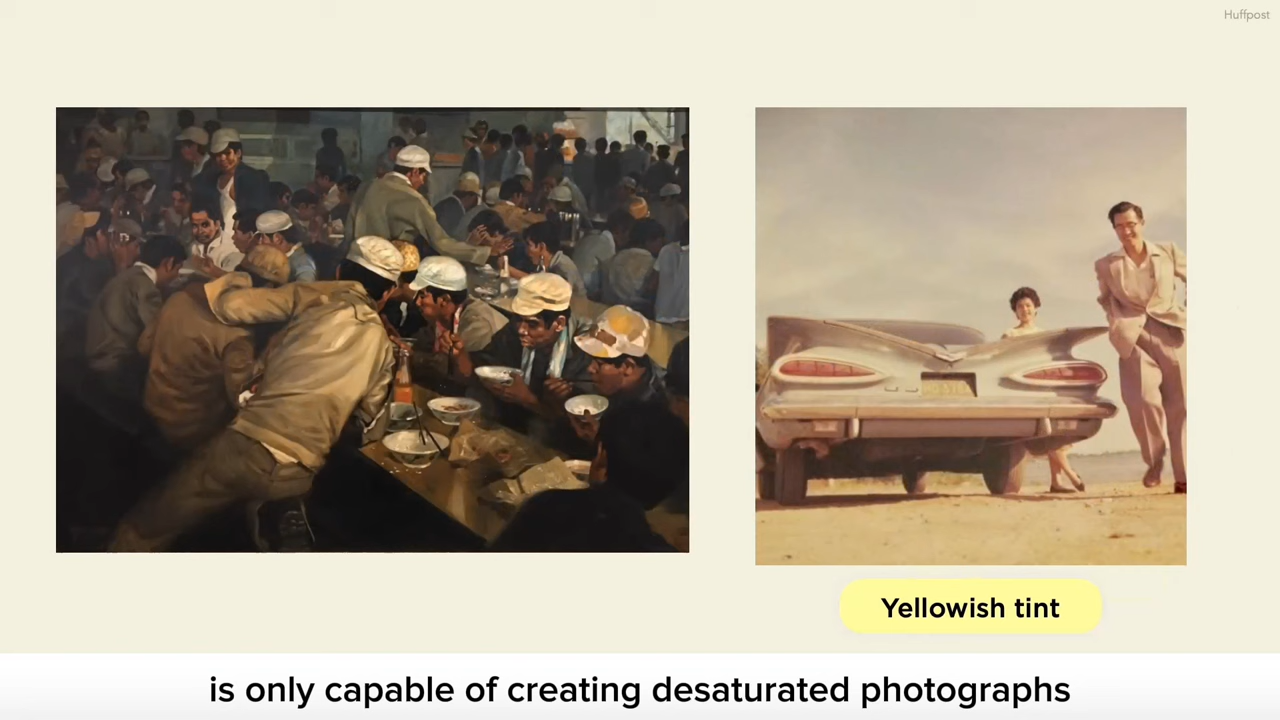 Huffpost
Yellowish tint
is only capable of creating desaturated photographs